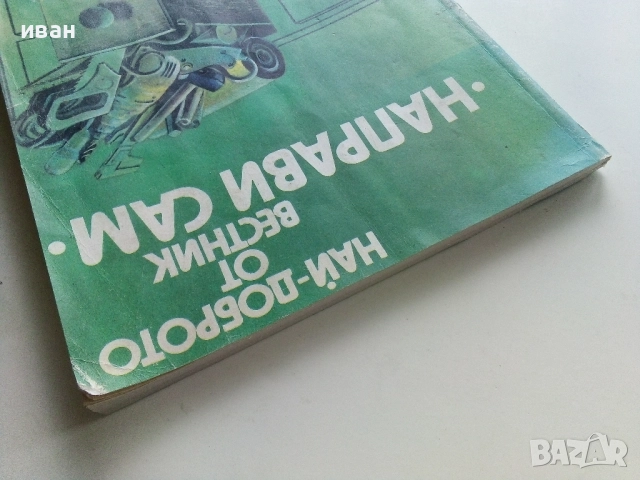 иван
НАЙ-ДОБРОТО
ОТ
ВЕСТНИК
·НАПРАВИ САМ·
BAZAR